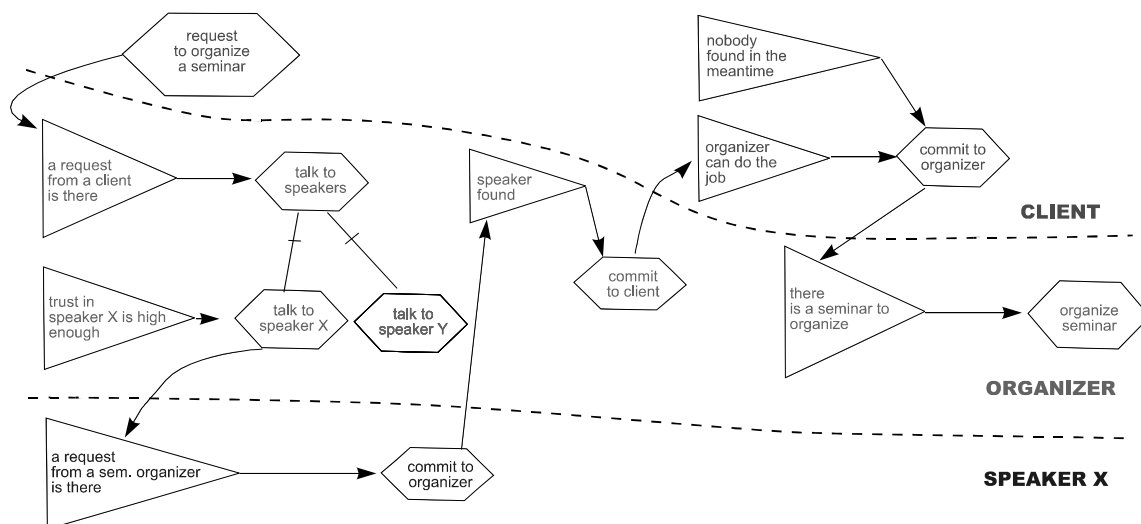 request
to organize
a seminar
nobody
found in the
meantime
a request
from a client
is there
talk to
speakers
speaker
found
organizer
can do the
job
commit to
organizer
CLIENT
trust in
speaker X is high
enough
talk to
speaker X
talk to
speaker Y
commit
to client
there
is a seminar to
organize
organize
seminar
ORGANIZER
a request
from a sem. organizer
is there
commit to
organizer
SPEAKER X